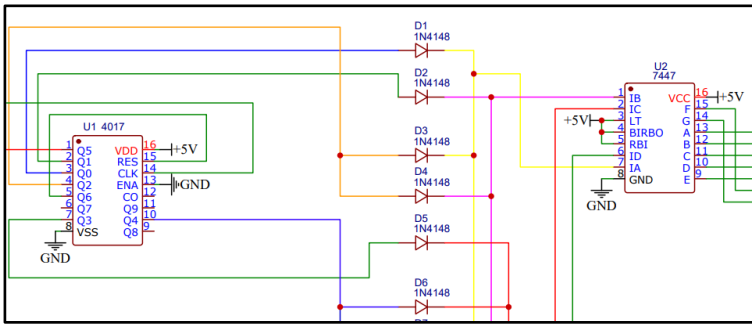 D1
1N4148
D2
1N4148
D3
1N4148
D4
1N4148
D5
1N4148
D6
1N4148
U1 4017
1 Q5 VDD 16 +5V
2 Q1 RES 15
3 Q0 CLK 14
4 Q2 ENA 13 GND
5 Q6 CO 12
6 Q7 Q9 11
7 Q3 Q4 10
8 VSS Q8 9
GND
U2
7447
1 IB VCC 16 +5V
2 IC F 15
+5V 3 LT G 14
4 BIRBO A 13
5 RBI B 12
6 ID C 11
7 IA D 10
8 GND E 9
GND